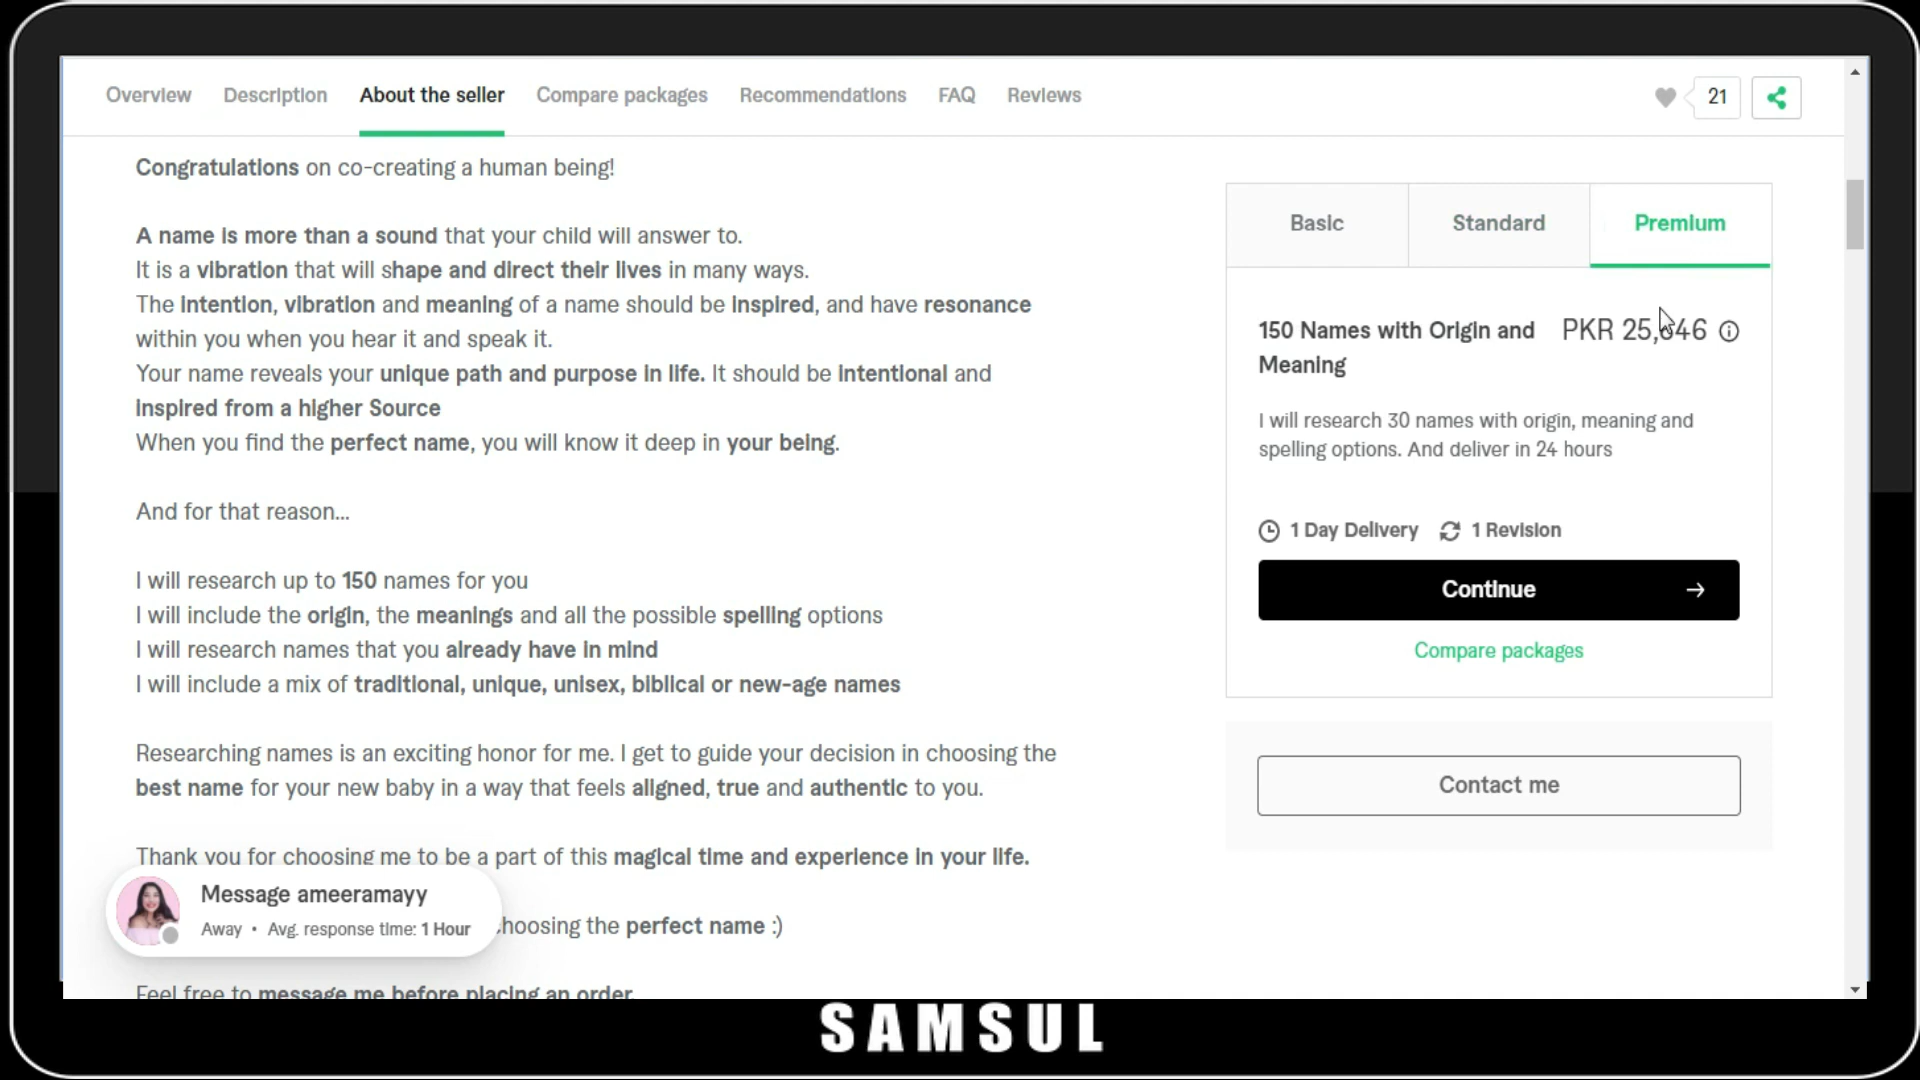 Overview Description About the seller Compare packages Recommendations FAQ Reviews
21
Congratulations on co-creating a human being!
A name is more than a sound that your child will answer to.
It is a vibration that will shape and direct their lives in many ways.
The intention, vibration and meaning of a name should be inspired, and have resonance
within you when you hear it and speak it.
Your name reveals your unique path and purpose in life. It should be intentional and
inspired from a higher Source
When you find the perfect name, you will know it deep in your being.
And for that reason...
I will research up to 150 names for you
I will include the origin, the meanings and all the possible spelling options
I will research names that you already have in mind
I will include a mix of traditional, unique, unisex, biblical or new-age names
Researching names is an exciting honor for me. I get to guide your decision in choosing the
best name for your new baby in a way that feels aligned, true and authentic to you.
Thank you for choosing me to be a part of this magical time and experience in your life.
choosing the perfect name :)
Feel free to message me before placing an order.
Message ameeramayy
Away • Avg. response time: 1 Hour
Basic Standard Premium
150 Names with Origin and
Meaning
PKR
I will research 30 names with origin, meaning and
spelling options. And deliver in 24 hours
1 Day Delivery 1 Revision
Continue →
Compare packages
Contact me
SAMSUL